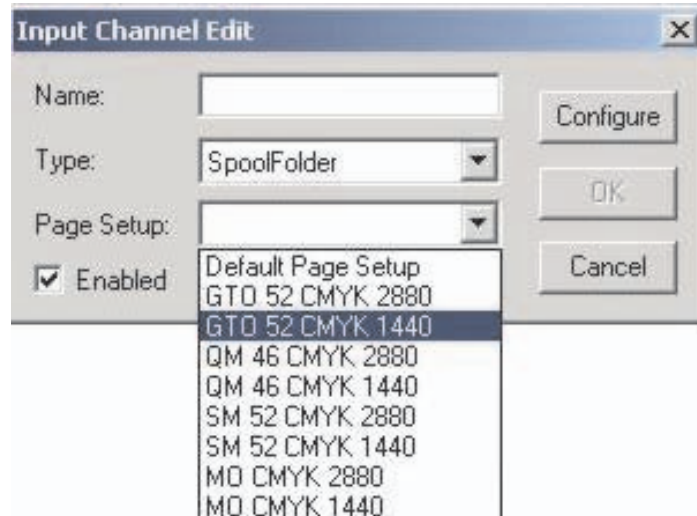 Input Channel Edit
Name:
Configure
Type:
SpoolFolder
OK
Page Setup:
Enabled
Cancel
Default Page Setup
GTO 52 CMYK 2880
GTO 52 CMYK 1440
QM 46 CMYK 2880
QM 46 CMYK 1440
SM 52 CMYK 2880
SM 52 CMYK 1440
MO CMYK 2880
MO CMYK 1440